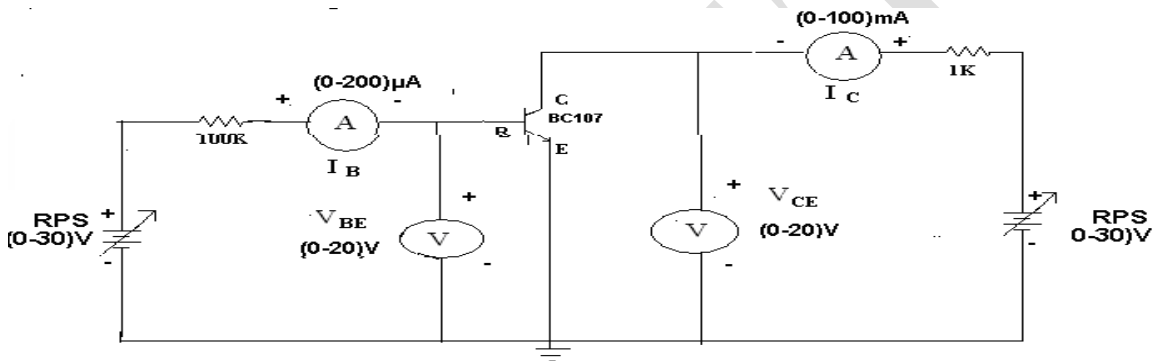 (0-100)mA
- A +
1K
I C
(0-200)µA
+ A -
100K
I B
C
BC107
B
E
RPS +
(0-30)V
-
+
V BE
V
(0-20)V
-
+
V CE
V
(0-20)V
-
+
RPS
0-30)V
-